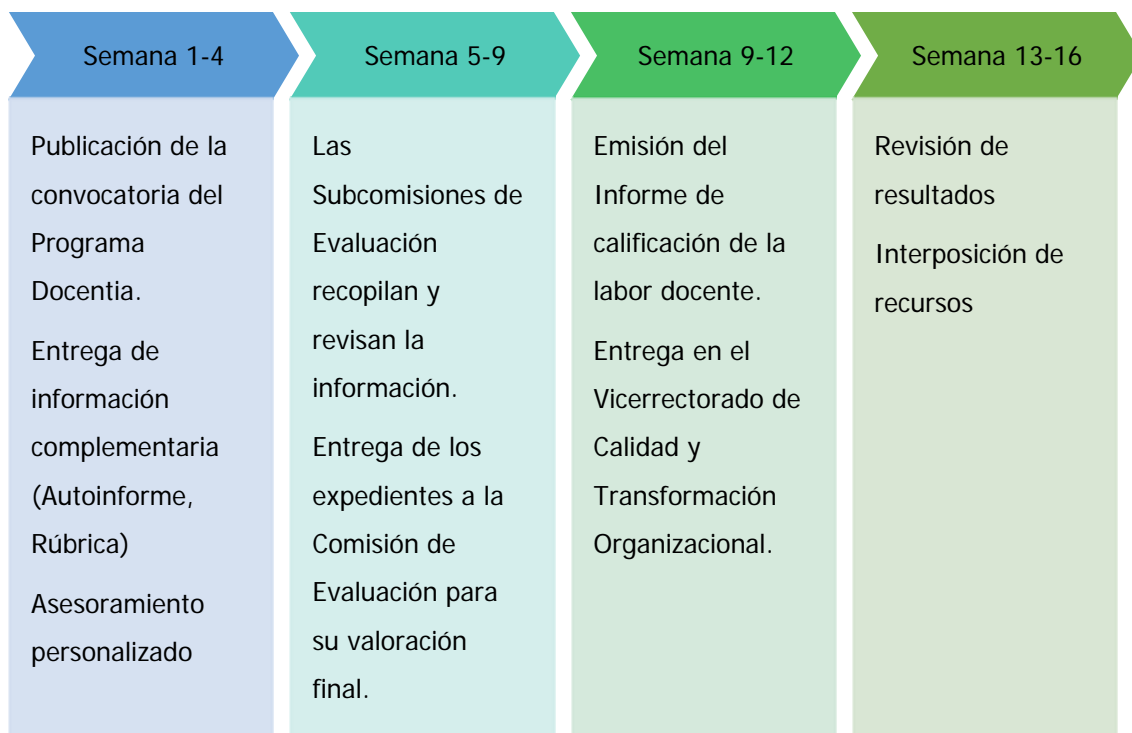 Semana 1-4
Publicación de la
convocatoria del
Programa
Docentia.
Entrega de
información
complementaria
(Autoinforme,
Rúbrica)
Asesoramiento
personalizado
Semana 5-9
Las
Subcomisiones de
Evaluación
recopilan y
revisan la
información.
Entrega de los
expedientes a la
Comisión de
Evaluación para
su valoración
final.
Semana 9-12
Emisión del
Informe de
calificación de la
labor docente.
Entrega en el
Vicerrectorado de
Calidad y
Transformación
Organizacional.
Semana 13-16
Revisión de
resultados
Interposición de
recursos